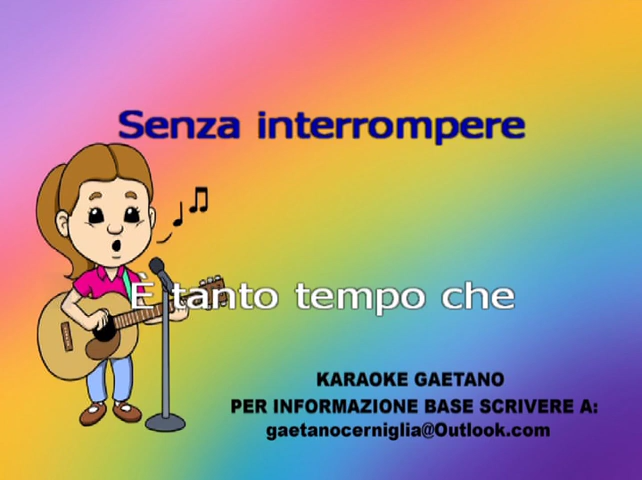 Senza interrompere
È tanto tempo che
KARAOKE GAETANO
PER INFORMAZIONE BASE SCRIVERE A:
gaetanocerniglia@Outlook.com